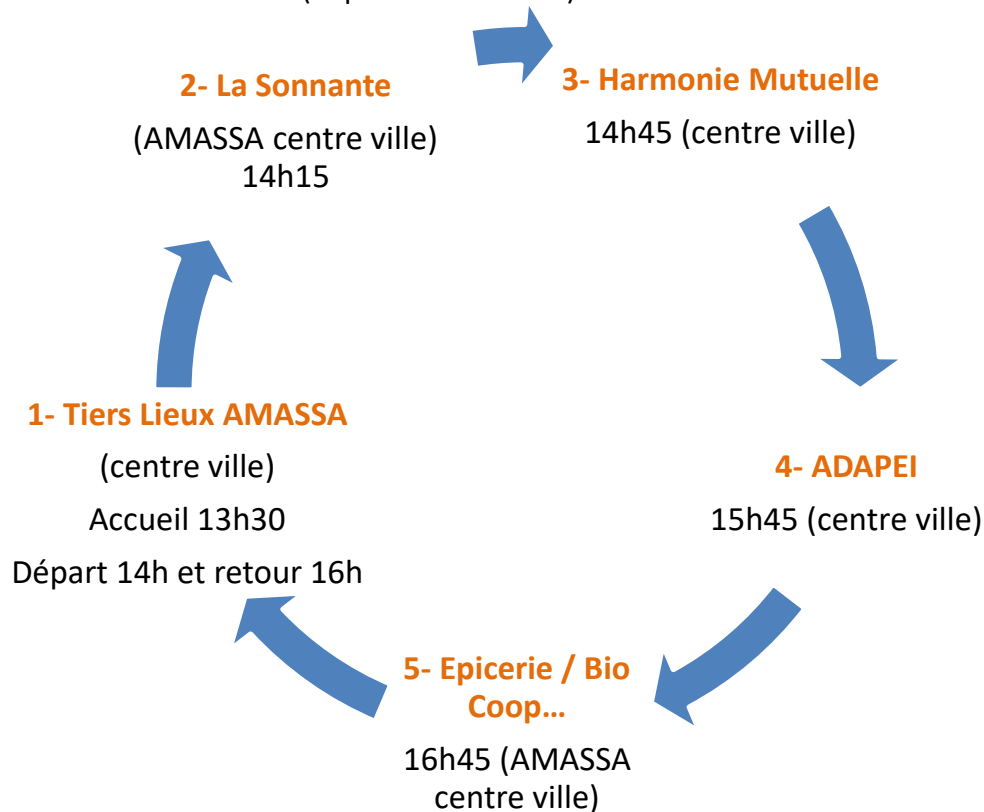 2- La Sonnante
(AMASSA centre ville)
14h15
3- Harmonie Mutuelle
14h45 (centre ville)
1- Tiers Lieux AMASSA
(centre ville)
Accueil 13h30
Départ 14h et retour 16h
4- ADAPEI
15h45 (centre ville)
5- Epicerie / Bio
Coop…
16h45 (AMASSA
centre ville)